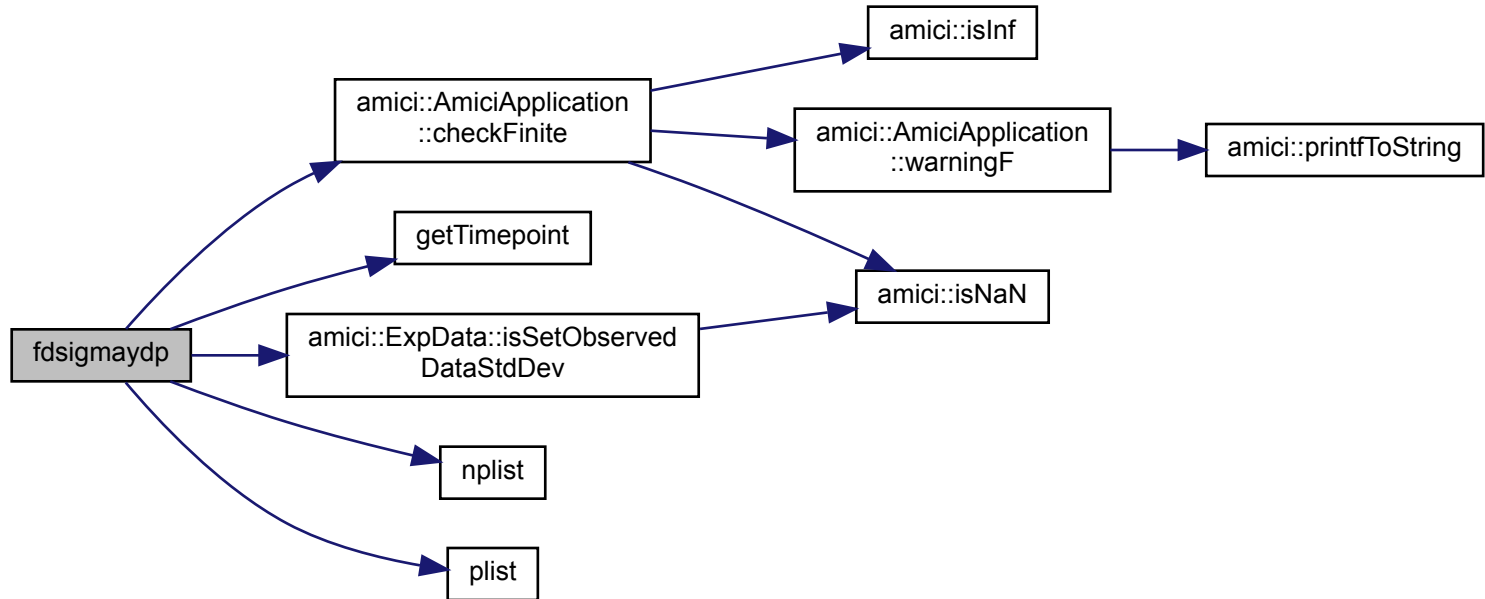 amici::isInf
amici::AmiciApplication
::checkFinite
amici::AmiciApplication
::warningF
amici::printfToString
getTimepoint
amici::isNaN
fdsigmaydp
amici::ExpData::isSetObserved
DataStdDev
nplist
plist